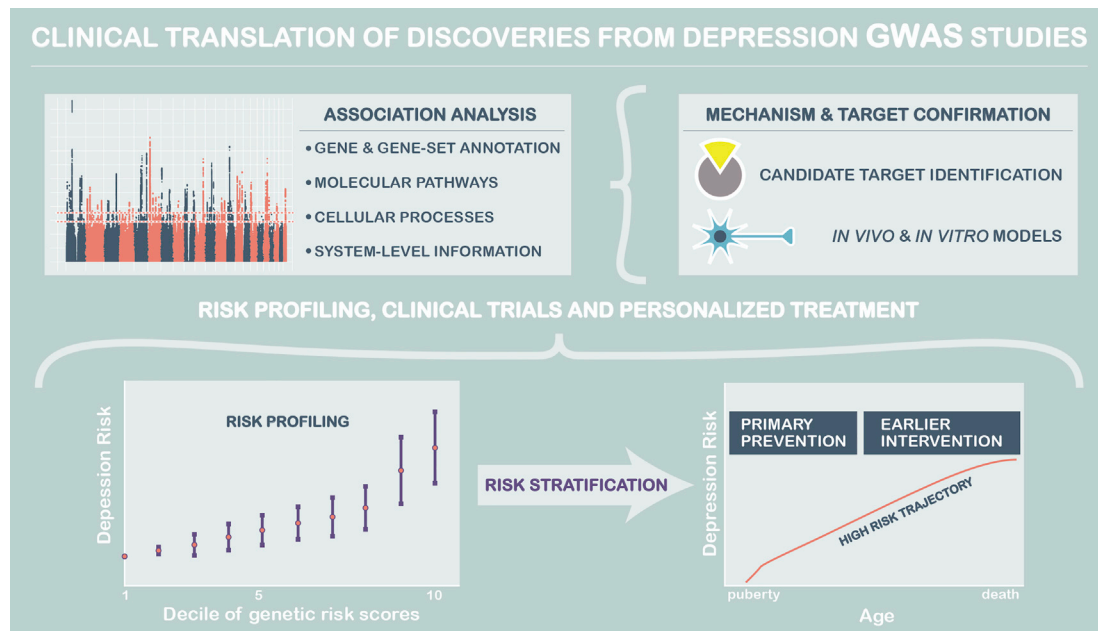 CLINICAL TRANSLATION OF DISCOVERIES FROM DEPRESSION GWAS STUDIES
ASSOCIATION ANALYSIS
• GENE & GENE-SET ANNOTATION
• MOLECULAR PATHWAYS
• CELLULAR PROCESSES
• SYSTEM-LEVEL INFORMATION
MECHANISM & TARGET CONFIRMATION
CANDIDATE TARGET IDENTIFICATION
IN VIVO & IN VITRO MODELS
RISK PROFILING, CLINICAL TRIALS AND PERSONALIZED TREATMENT
Depession Risk
RISK PROFILING
1
5
10
Decile of genetic risk scores
RISK STRATIFICATION
Depression Risk
PRIMARY
PREVENTION
EARLIER
INTERVENTION
HIGH RISK TRAJECTORY
puberty
death
Age